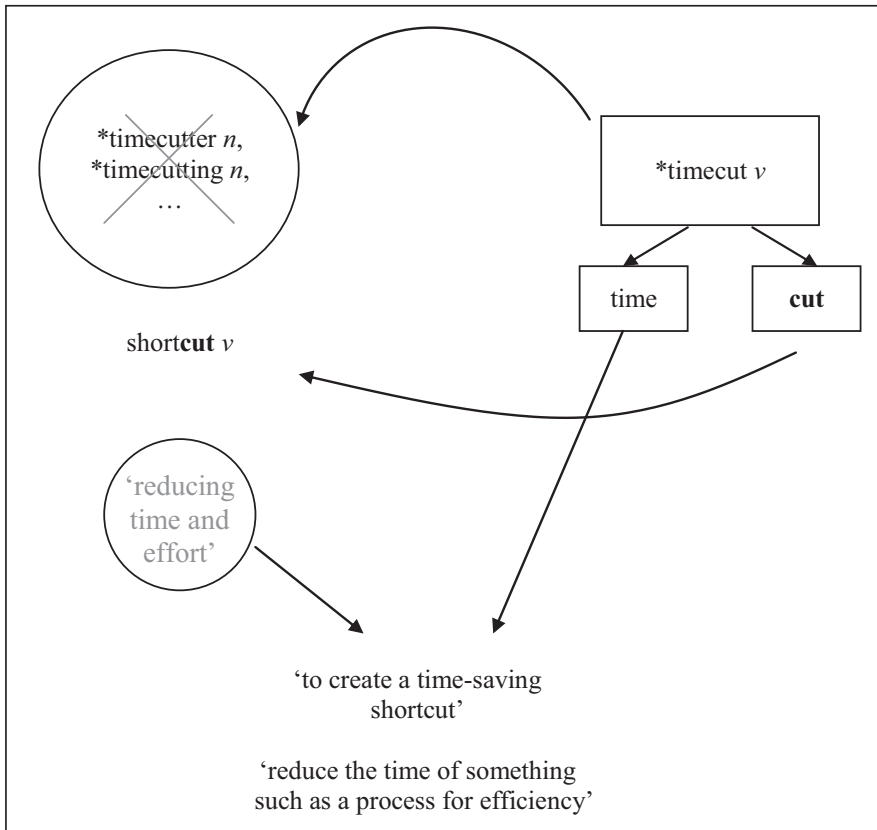 *timecutter n,
*timecutting n,
…
*timecut v
time
cut
shortcut v
‘reducing
time and
effort’
‘to create a time-saving
shortcut’
‘reduce the time of something
such as a process for efficiency’